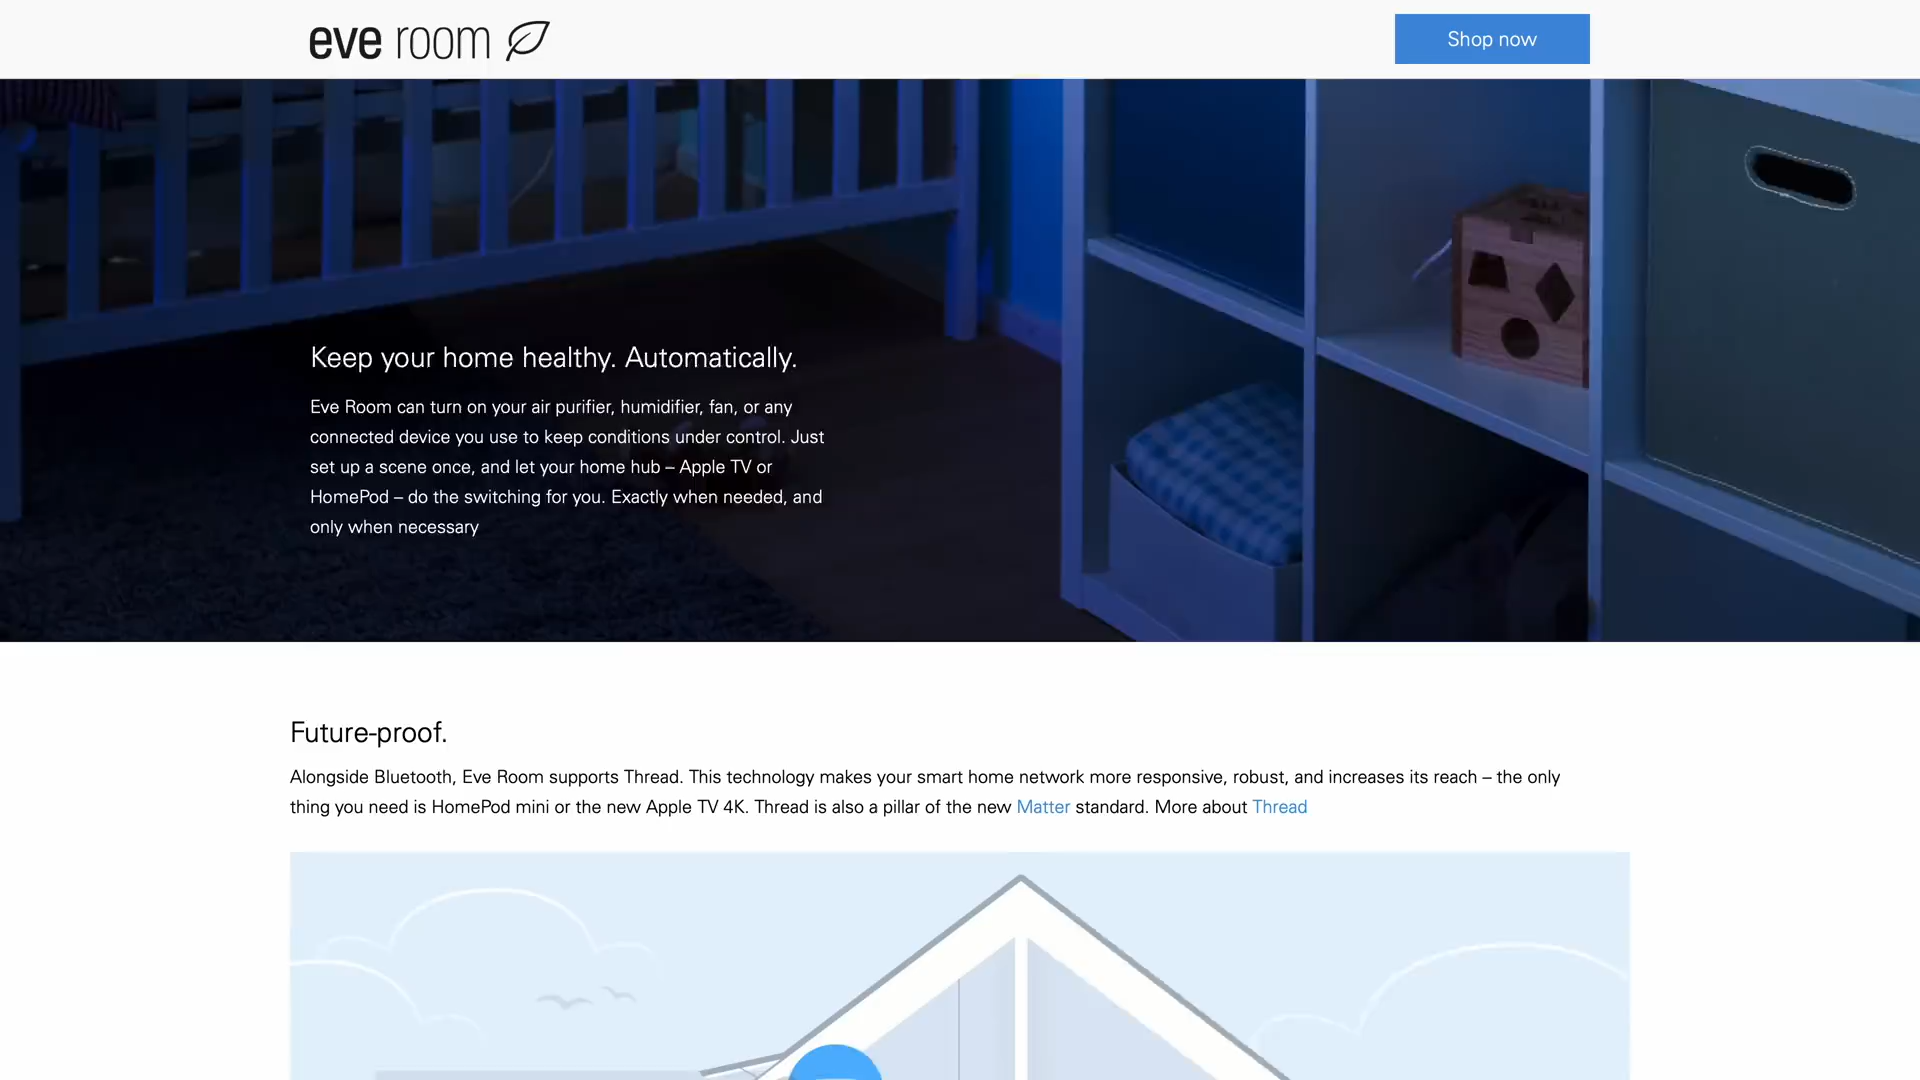 eve room
Shop now
Keep your home healthy. Automatically.
Eve Room can turn on your air purifier, humidifier, fan, or any
connected device you use to keep conditions under control. Just
set up a scene once, and let your home hub – Apple TV or
HomePod – do the switching for you. Exactly when needed, and
only when necessary
Future-proof.
Alongside Bluetooth, Eve Room supports Thread. This technology makes your smart home network more responsive, robust, and increases its reach – the only
thing you need is HomePod mini or the new Apple TV 4K. Thread is also a pillar of the new Matter standard. More about Thread